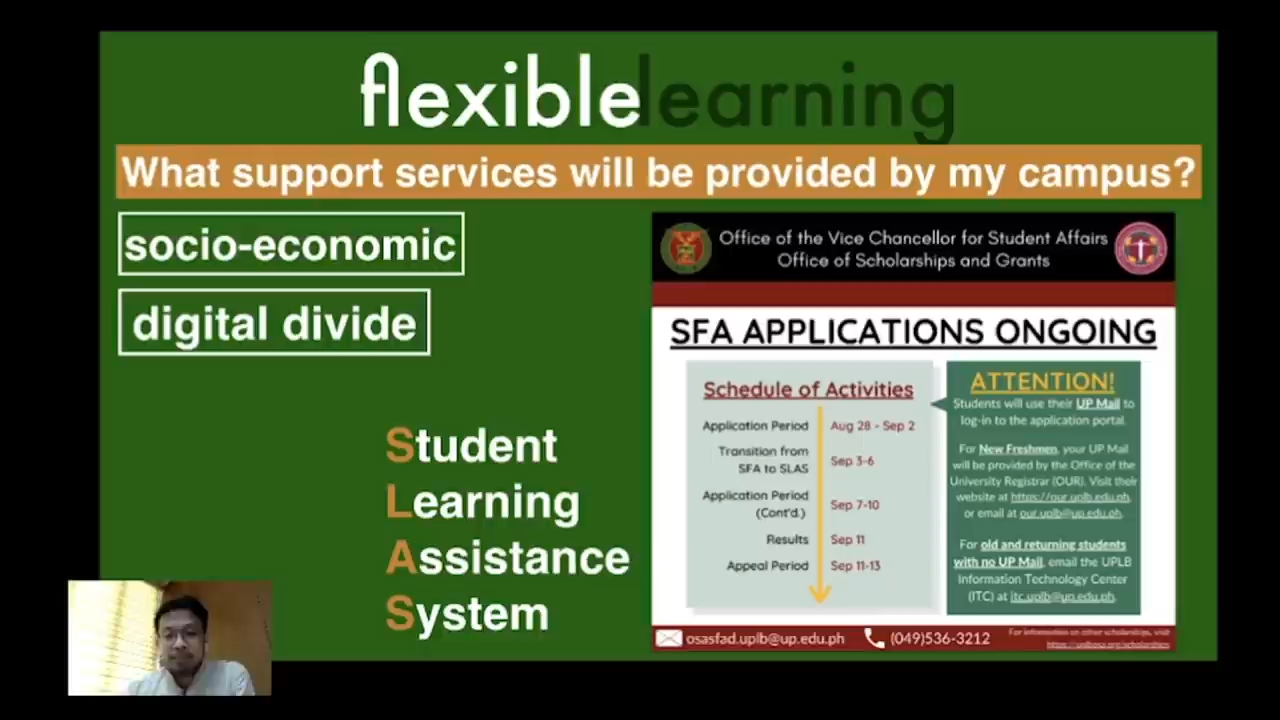 flexiblelearning
What support services will be provided by my campus?
socio-economic
digital divide
Student
Learning
Assistance
System
Office of the Vice Chancellor for Student Affairs
Office of Scholarships and Grants
SFA APPLICATIONS ONGOING
Schedule of Activities
Application Period Aug 28 - Sep 2
Transition from
SFA to SLAS Sep 3-6
Application Period
(Cont'd.) Sep 7-10
Results Sep 11
Appeal Period Sep 11-13
ATTENTION!
Students will use their UP Mail to
log-in to the application portal.
For New Freshmen, your UP Mail
will be provided by the Office of the
University Registrar (OUR). Visit their
website at https://our.uplb.edu.ph,
or email at our.uplb@up.edu.ph.
For old and returning students
with no UP Mail, email the UPLB
Information Technology Center
(ITC) at itc.uplb@up.edu.ph.
osasfad.uplb@up.edu.ph (049)536-3212
For information on other scholarships, visit